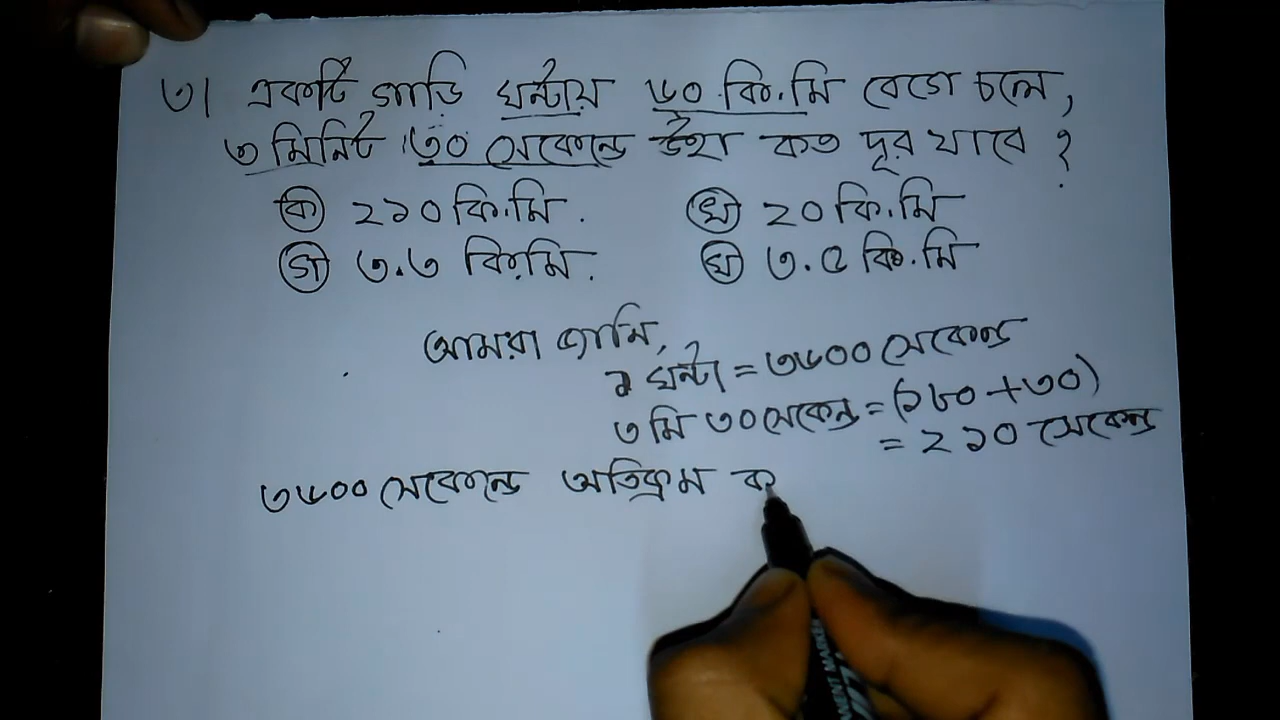 ৩। একটি গাড়ি ঘন্টায় ৬০ কি.মি বেগে চলে,
৩ মিনিট ৩০ সেকেন্ডে উহা কত দূর যাবে ?
ক ২১০ কি.মি. খ ২০ কি.মি
গ ৩.৩ কি.মি. ঘ ৩.৫ কি.মি
আমরা জানি,
১ ঘন্টা = ৩৬০০ সেকেন্ড
৩ মি ৩০ সেকেন্ড = (১৮০ + ৩০)
= ২১০ সেকেন্ড
৩৬০০ সেকেন্ডে অতিক্রম ক